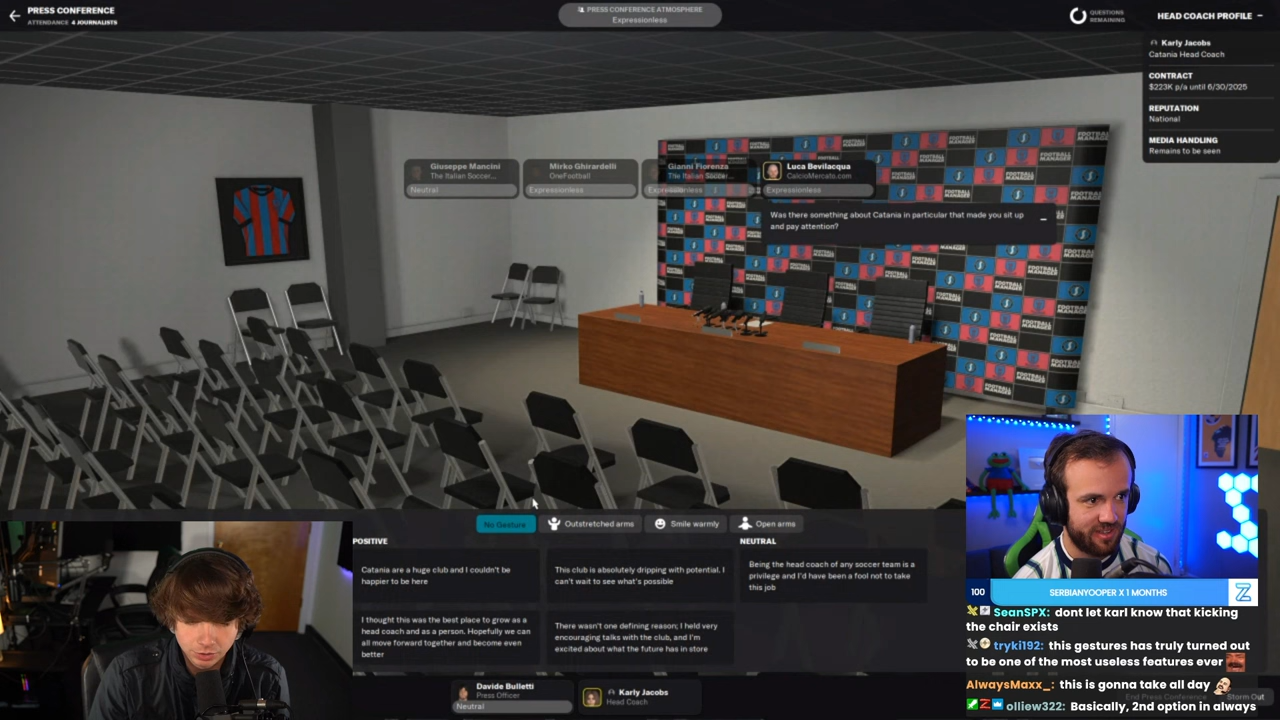 PRESS CONFERENCE
ATTENDANCE 4 JOURNALISTS
PRESS CONFERENCE ATMOSPHERE
Expressionless
QUESTIONS
REMAINING
HEAD COACH PROFILE
Karly Jacobs
Catania Head Coach
CONTRACT
$223K p/a until 6/30/2025
REPUTATION
National
MEDIA HANDLING
Remains to be seen
Giuseppe Mancini
The Italian Soccer...
Neutral
Mirko Ghirardelli
OneFootball
Expressionless
Gianni Fiorenza
The Italian Soccer...
Expressionless
Luca Bevilacqua
CalcioMercato.com
Expressionless
Was there something about Catania in particular that made you sit up
and pay attention?
FOOTBALL
MANAGER
No Gesture
Outstretched arms
Smile warmly
Open arms
POSITIVE
NEUTRAL
Catania are a huge club and I couldn't be
happier to be here
This club is absolutely dripping with potential. I
can't wait to see what's possible
Being the head coach of any soccer team is a
privilege and I'd have been a fool not to take
this job
I thought this was the best place to grow as a
head coach and as a person. Hopefully we can
all move forward together and become even
better
There wasn't one defining reason; I held very
encouraging talks with the club, and I'm
excited about what the future has in store
Davide Bulletti
Press Officer
Neutral
Karly Jacobs
Head Coach
100
SERBIANYOOPER X 1 MONTHS
SeanSPX: dont let karl know that kicking
the chair exists
tryki192: this gestures has truly turned out
to be one of the most useless features ever
AlwaysMaxx_: this is gonna take all day
End Press Conference
Storm Out
olliew322: Basically, 2nd option in always